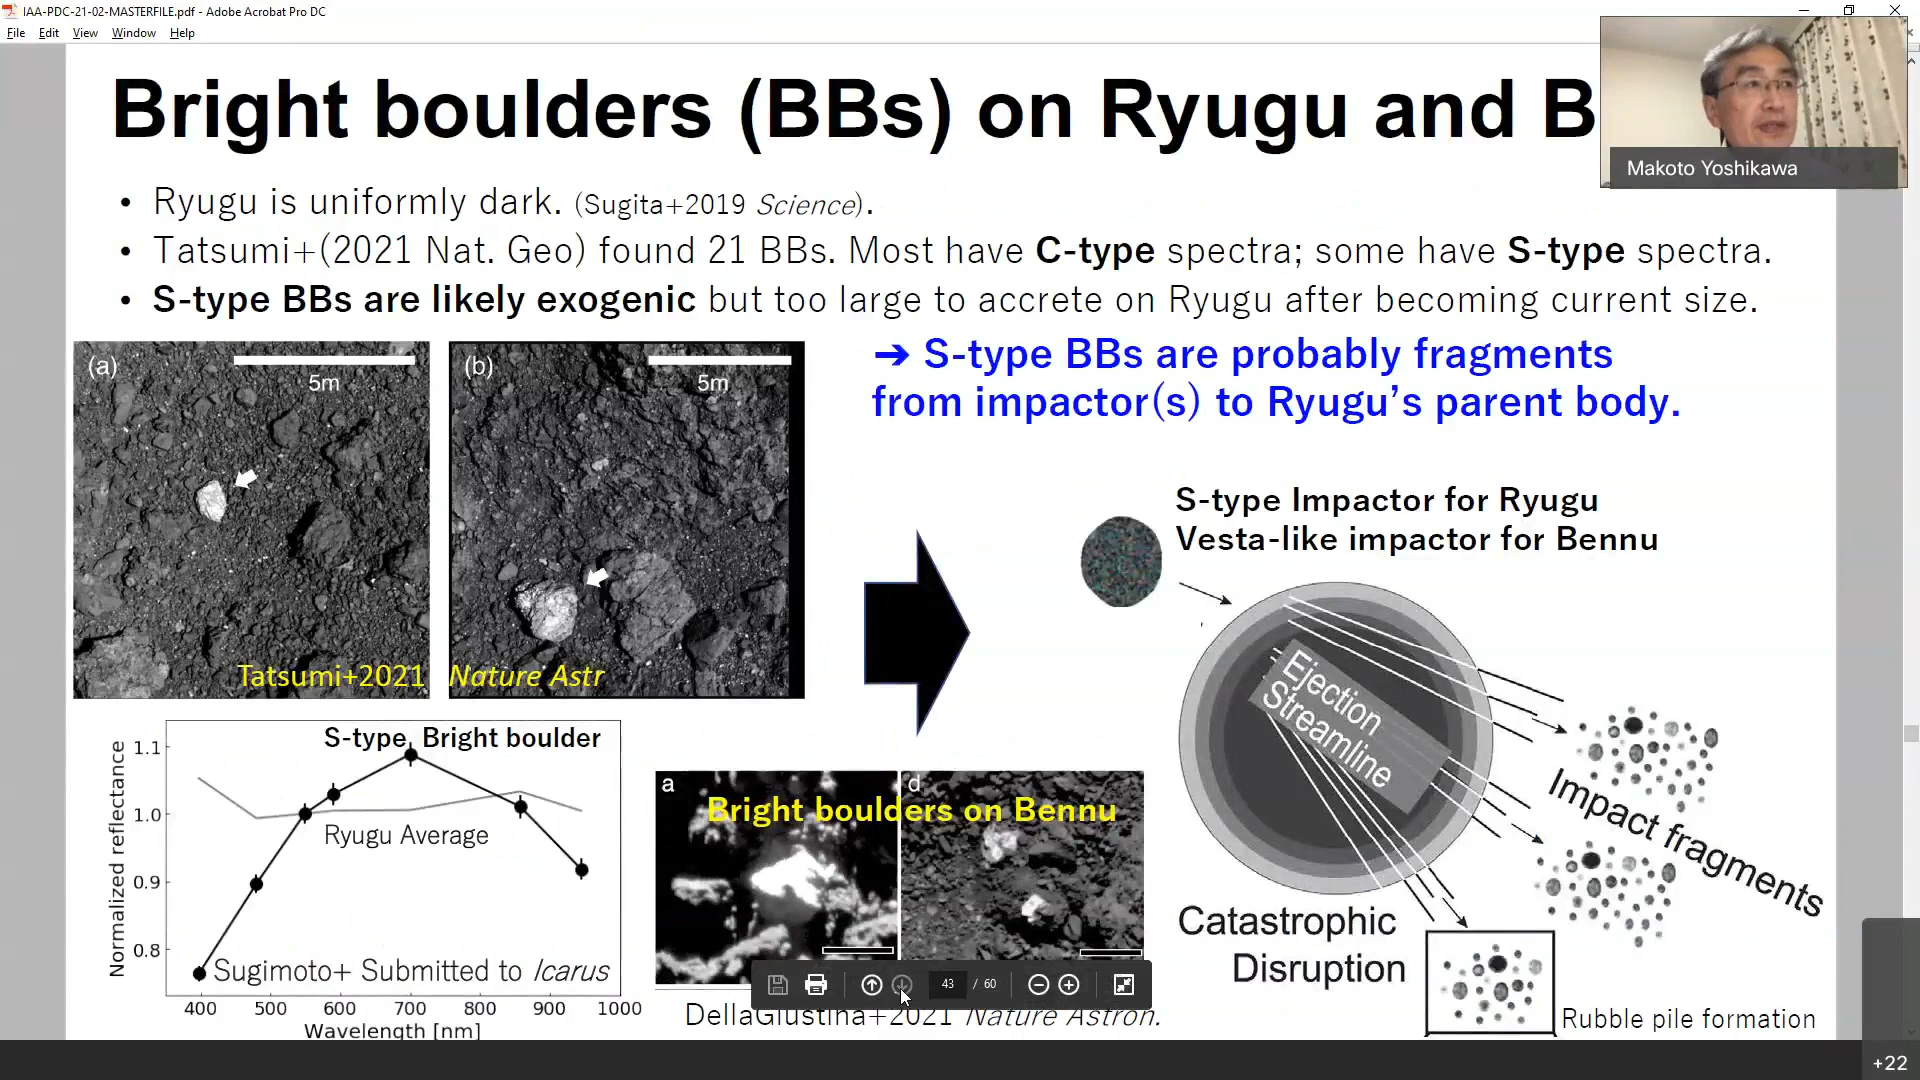 IAA-PDC-21-02-MASTERFILE.pdf - Adobe Acrobat Pro DC
File Edit View Window Help
Bright boulders (BBs) on Ryugu and B
Makoto Yoshikawa
• Ryugu is uniformly dark. (Sugita+2019 Science).
• Tatsumi+(2021 Nat. Geo) found 21 BBs. Most have C-type spectra; some have S-type spectra.
• S-type BBs are likely exogenic but too large to accrete on Ryugu after becoming current size.
➔ S-type BBs are probably fragments
from impactor(s) to Ryugu's parent body.
(a)
5m
(b)
5m
Tatsumi+2021 Nature Astr
S-type Impactor for Ryugu
Vesta-like impactor for Bennu
Ejection
Streamline
Impact fragments
Catastrophic
Disruption
Rubble pile formation
S-type Bright boulder
Ryugu Average
Sugimoto+ Submitted to Icarus
Normalized reflectance
1.1
1.0
0.9
0.8
400 500 600 700 800 900 1000
Wavelength [nm]
a
d
Bright boulders on Bennu
43 / 60
DellaGiustina+2021 Nature Astron.
+22